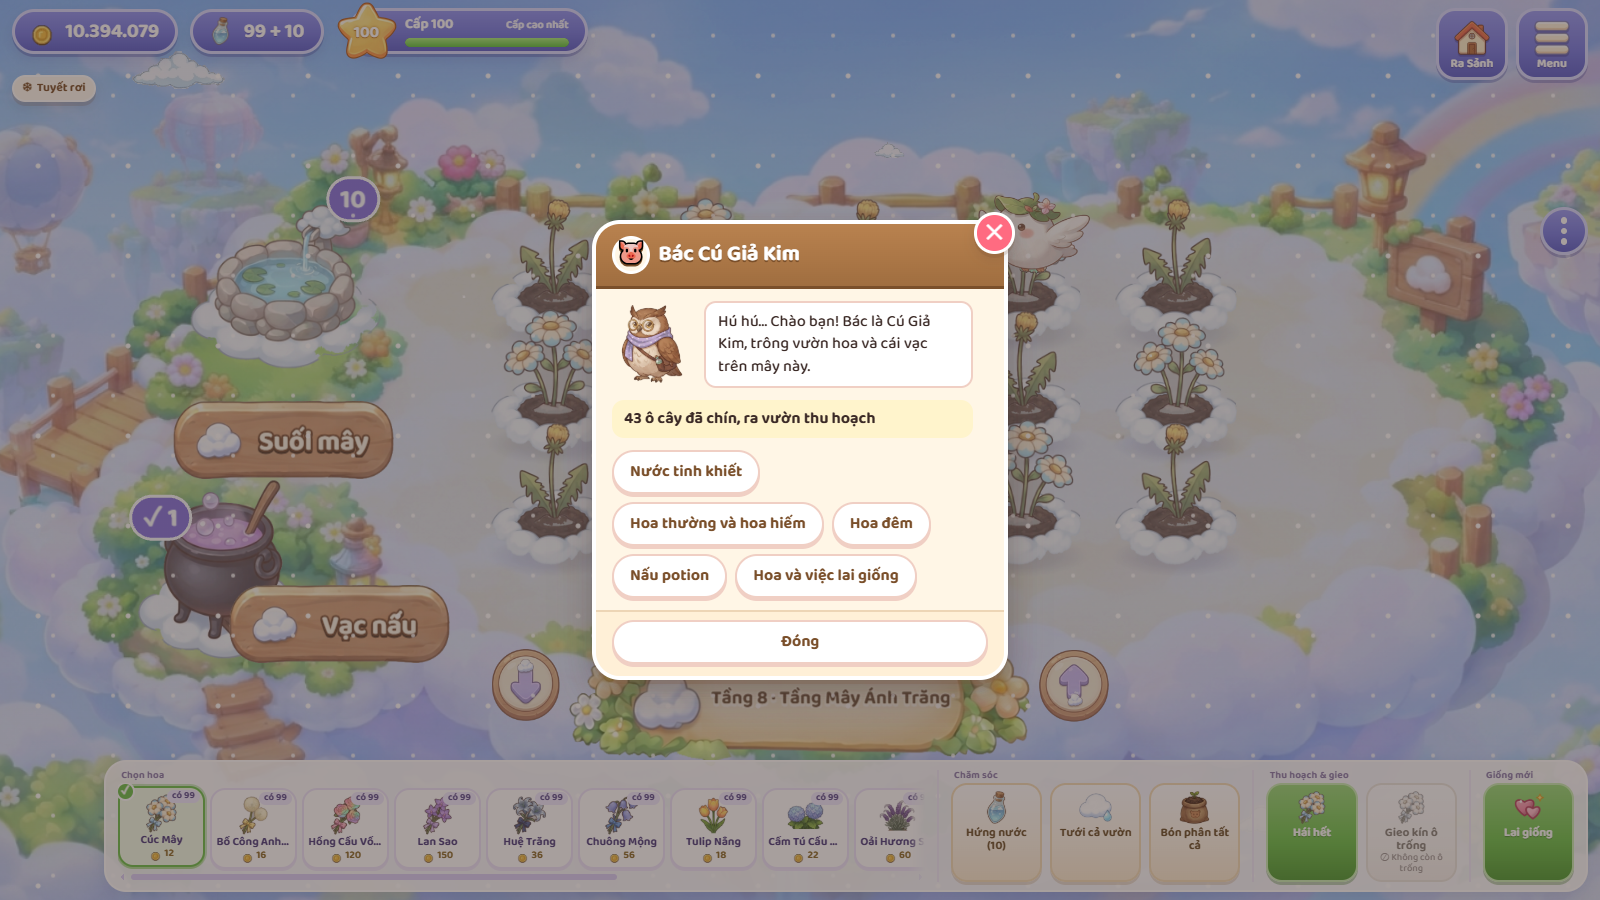 10.394.079
99 + 10
100
Cấp 100
Cấp cao nhất
Ra Sảnh
Menu
❄ Tuyết rơi
10
Bác Cú Giả Kim
Hú hú... Chào bạn! Bác là Cú Giả
Kim, trông vườn hoa và cái vạc
trên mây này.
43 ô cây đã chín, ra vườn thu hoạch
Nước tinh khiết
Hoa thường và hoa hiếm
Hoa đêm
Nấu potion
Hoa và việc lai giống
Đóng
Suối mây
✓ 1
Vạc nấu
Tầng 8 · Tầng Mây Ánh Trăng
Chọn hoa
có 99
Cúc Mây
12
có 99
Bồ Công Anh...
16
có 99
Hồng Cầu Vồ...
120
có 99
Lan Sao
150
có 99
Huệ Trăng
36
có 99
Chuông Mộng
56
có 99
Tulip Nắng
18
có 99
Cẩm Tú Cầu ...
22
có 9
Oải Hương
60
Chăm sóc
Hứng nước
(10)
Tưới cả vườn
Bón phân tất
cả
Thu hoạch & gieo
Hái hết
Gieo kín ô
trống
Không còn ô
trống
Giống mới
Lai giống